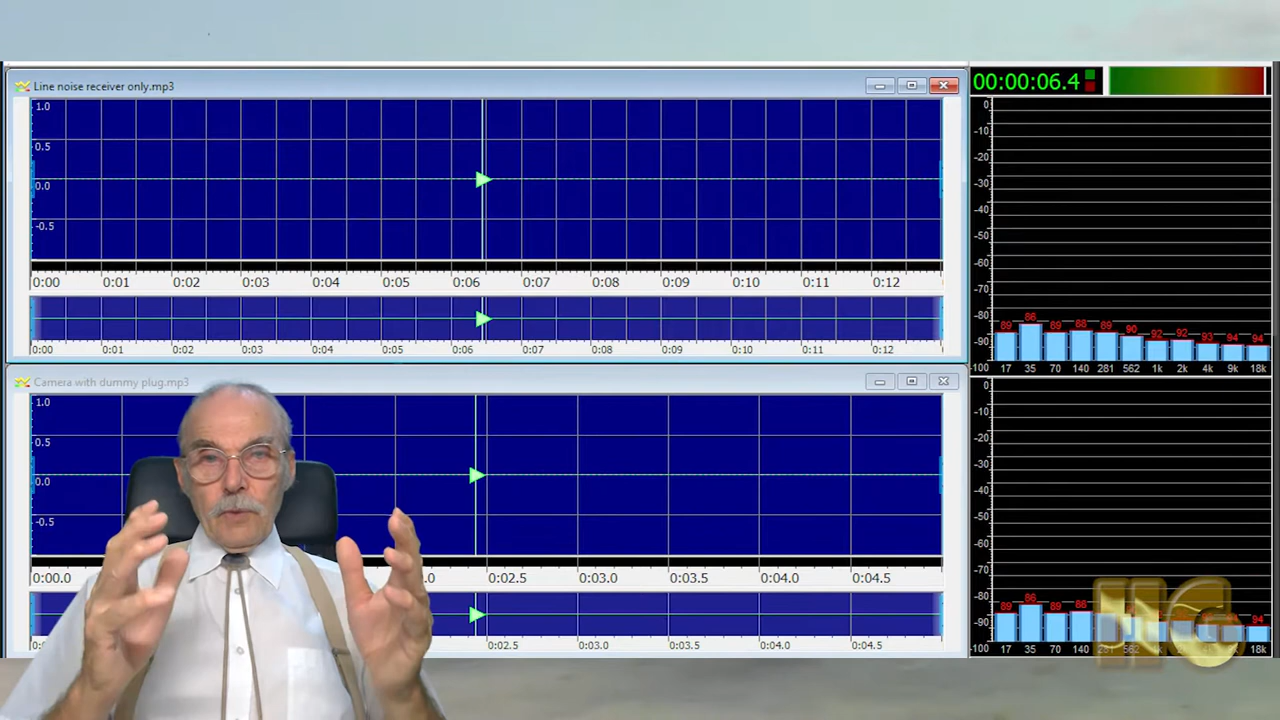 Line noise receiver only.mp3
00:00:06.4
1.0
0.5
0.0
-0.5
0:00 0:01 0:02 0:03 0:04 0:05 0:06 0:07 0:08 0:09 0:10 0:11 0:12
0:00 0:01 0:02 0:03 0:04 0:05 0:06 0:07 0:08 0:09 0:10 0:11 0:12
0
-10
-20
-30
-40
-50
-60
-70
-80
-90
-100
89 86 89 88 89 90 92 92 93 94 94
17 35 70 140 281 562 1k 2k 4k 9k 18k
Camera with dummy plug.mp3
1.0
0.5
0.0
-0.5
0:00.0 0:02.5 0:03.0 0:03.5 0:04.0 0:04.5
0:02.5 0:03.0 0:03.5 0:04.0 0:04.5
0
-10
-20
-30
-40
-50
-60
-70
-80
-90
-100
89 86 89 88 94
17 35 70 140 281 562 1k 2k 4k 9k 18k
HG